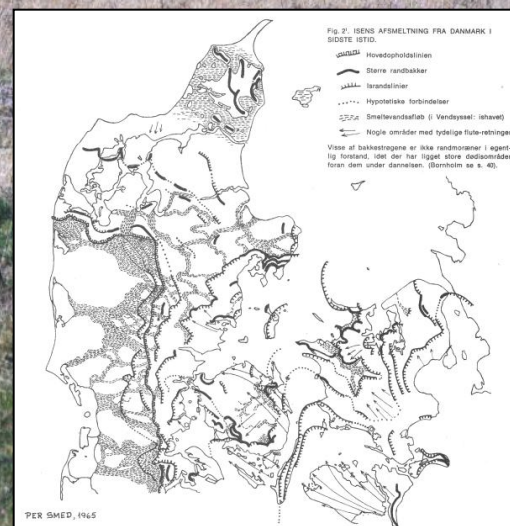 Fig. 2'. ISENS AFSMELTNING FRA DANMARK I
SIDSTE ISTID.
Hovedopholdslinien
Større randbakker
Israndslinier
Hypotetiske forbindelser
Smeltevandsafløb (i Vendsyssel: ishavet)
Nogle områder med tydelige flute-retninger
Visse af bakkestrøgene er ikke randmoræner i egent-
lig forstand, idet der har ligget store dødisområder
foran dem under dannelsen. (Bornholm se s. 40).
PER SMED, 1965